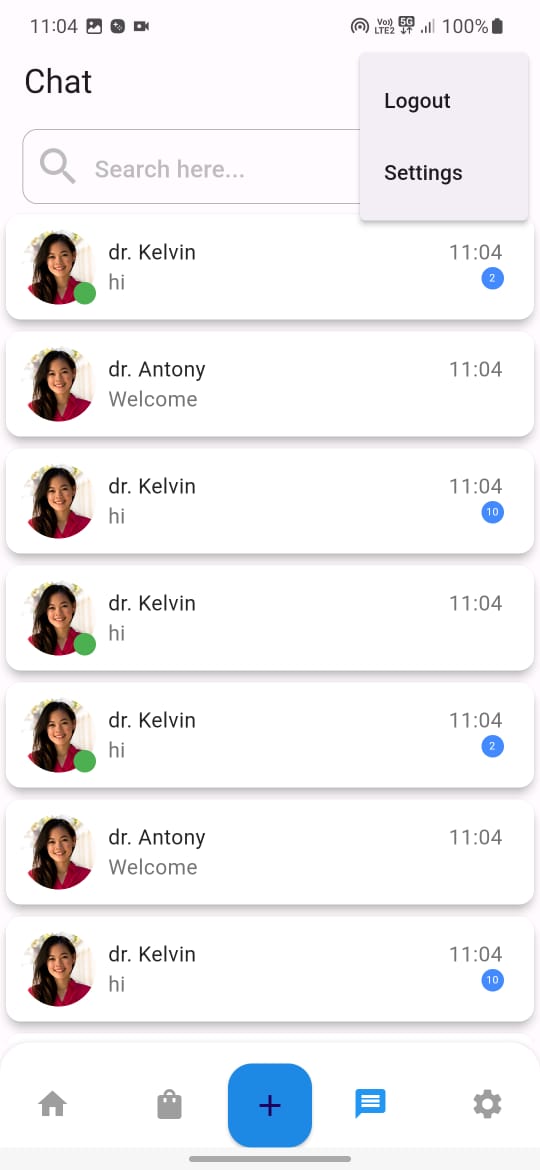 11:04 Vo)) LTE2 5G 100%
Chat
Logout
Search here...
Settings
dr. Kelvin 11:04
hi 2
dr. Antony 11:04
Welcome
dr. Kelvin 11:04
hi 10
dr. Kelvin 11:04
hi
dr. Kelvin 11:04
hi 2
dr. Antony 11:04
Welcome
dr. Kelvin 11:04
hi 10
+